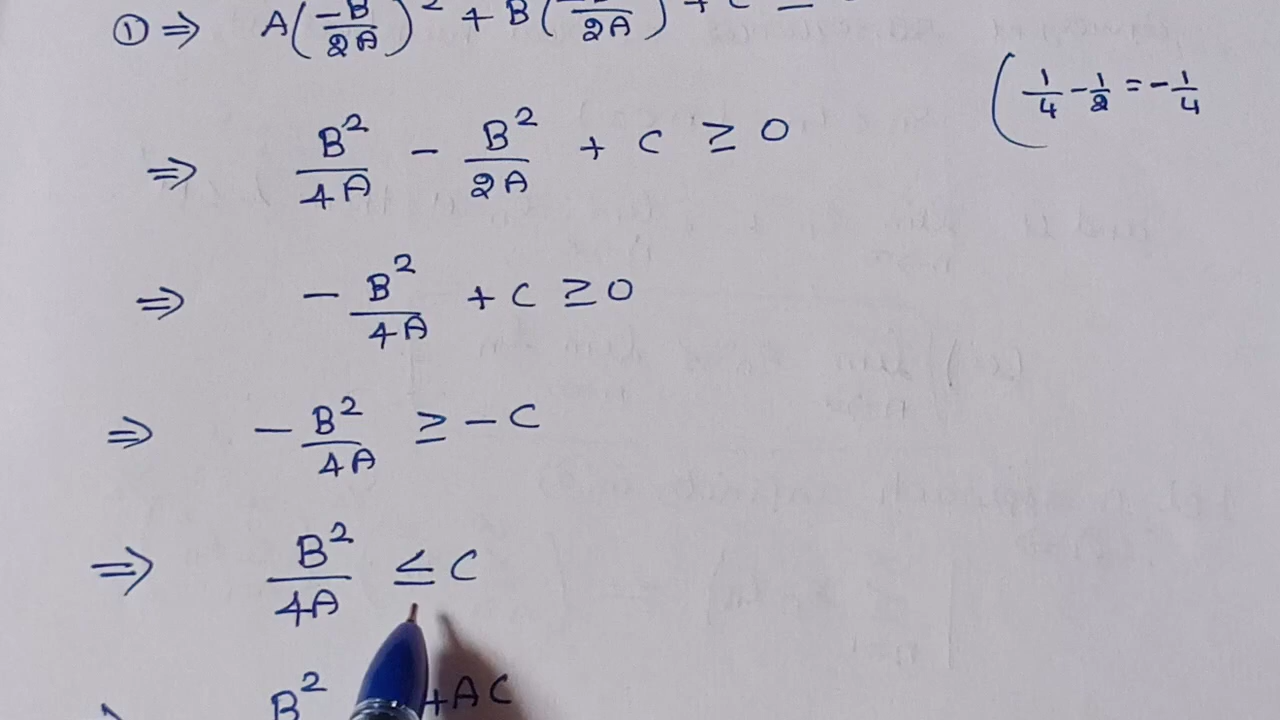 ① ⇒ A(-B/2A)² + B( /2A) + C ≥
(1/4 - 1/2 = -1/4
⇒ B²/4A - B²/2A + C ≥ 0
⇒ -B²/4A + C ≥ 0
⇒ -B²/4A ≥ -C
⇒ B²/4A ≤ C
B² 4AC